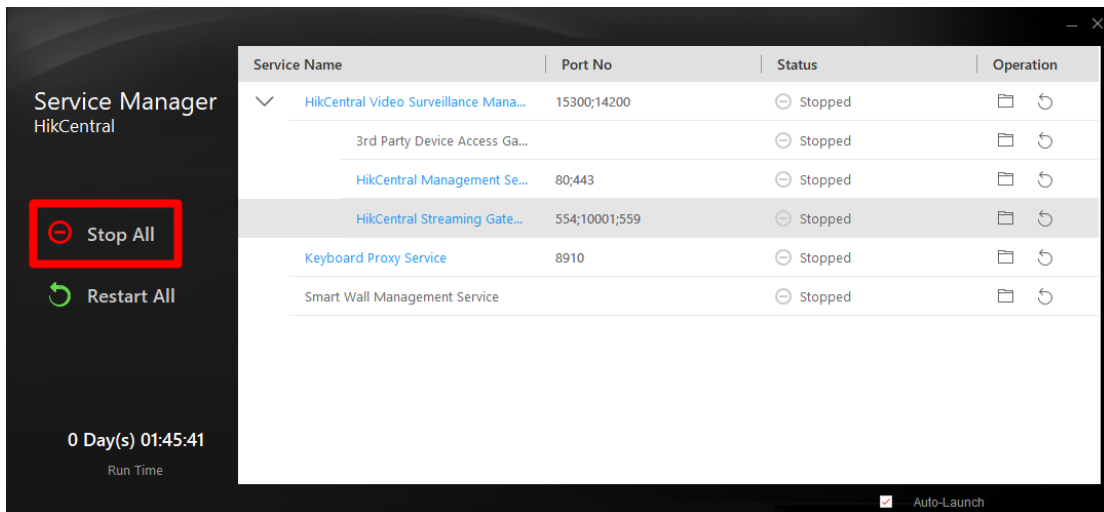 Service Manager
HikCentral
Stop All
Restart All
0 Day(s) 01:45:41
Run Time
Service Name Port No Status Operation
HikCentral Video Surveillance Mana... 15300;14200 Stopped
3rd Party Device Access Ga... Stopped
HikCentral Management Se... 80;443 Stopped
HikCentral Streaming Gate... 554;10001;559 Stopped
Keyboard Proxy Service 8910 Stopped
Smart Wall Management Service Stopped
Auto-Launch